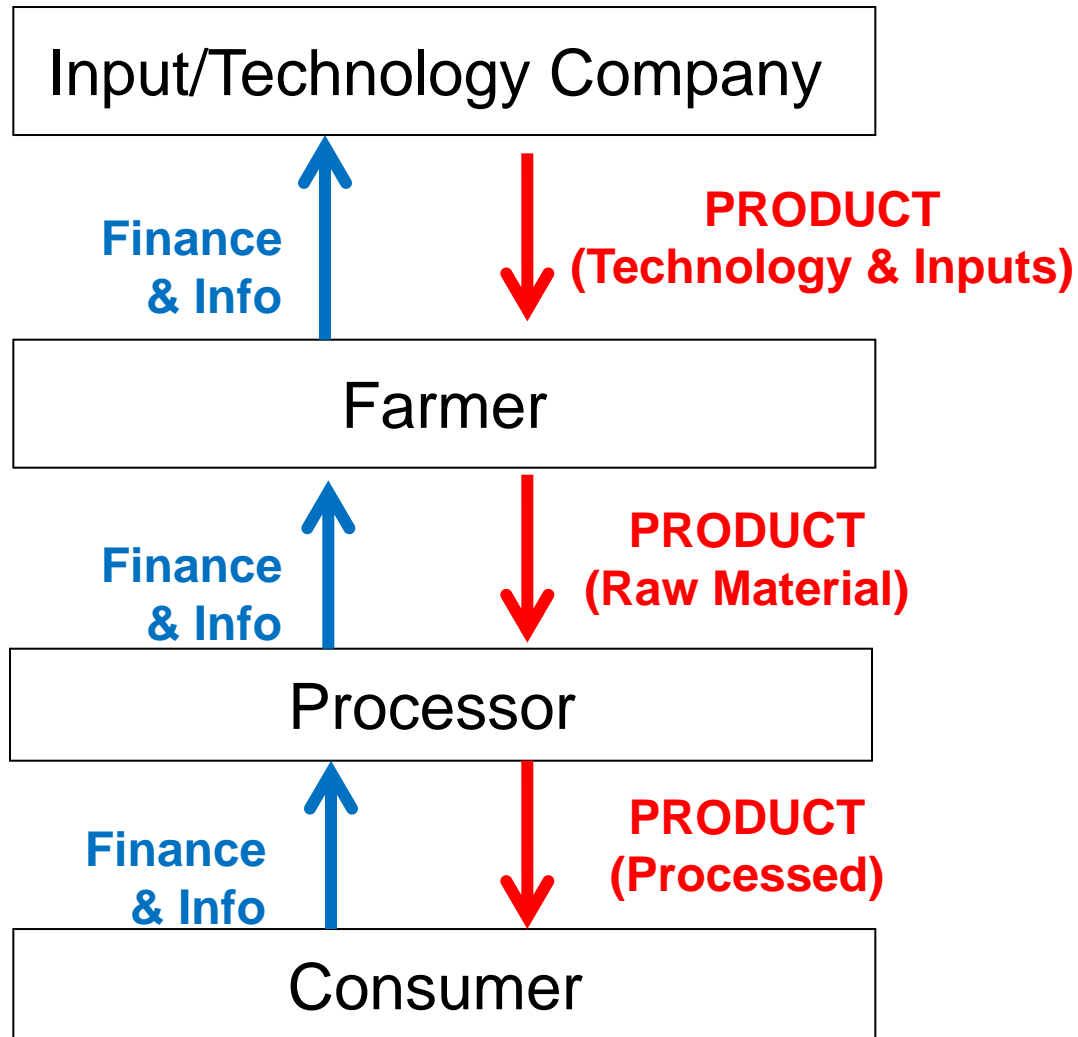 Input/Technology Company
Finance
& Info
PRODUCT
(Technology & Inputs)
Farmer
Finance
& Info
PRODUCT
(Raw Material)
Processor
Finance
& Info
PRODUCT
(Processed)
Consumer